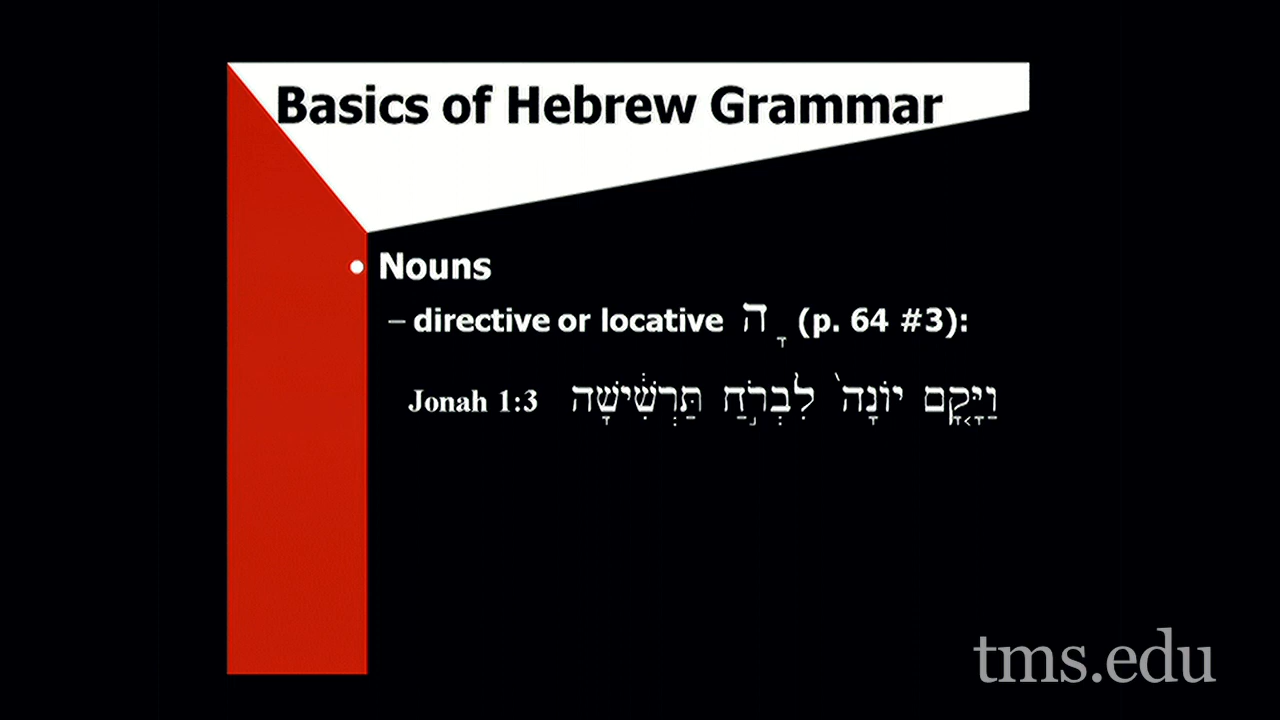 Basics of Hebrew Grammar
• Nouns
– directive or locative ָה (p. 64 #3):
Jonah 1:3 וַיָּ֤קָם יוֹנָה֙ לִבְרֹ֣חַ תַּרְשִׁ֔ישָׁה
tms.edu